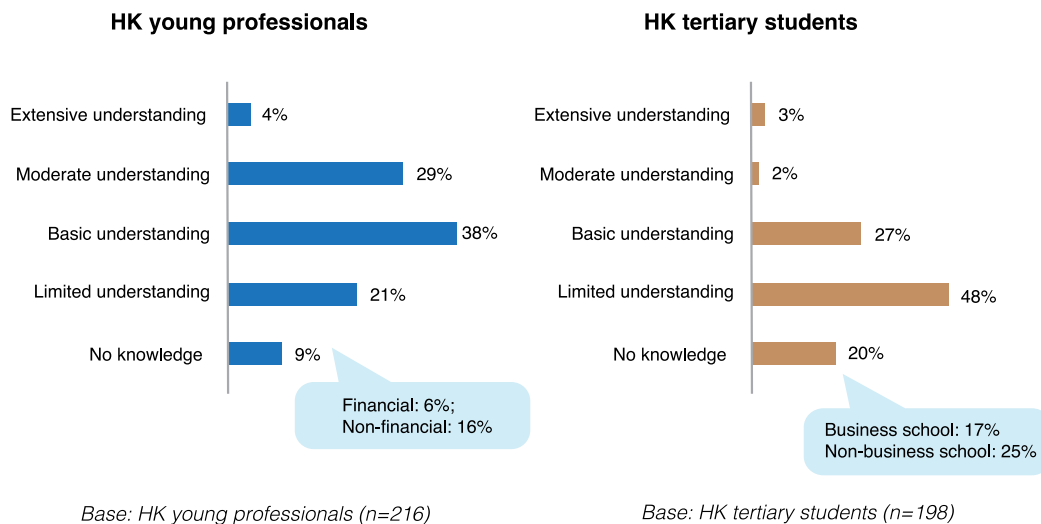 HK young professionals
Extensive understanding 4%
Moderate understanding 29%
Basic understanding 38%
Limited understanding 21%
No knowledge 9%
Financial: 6%;
Non-financial: 16%
Base: HK young professionals (n=216)
HK tertiary students
Extensive understanding 3%
Moderate understanding 2%
Basic understanding 27%
Limited understanding 48%
No knowledge 20%
Business school: 17%
Non-business school: 25%
Base: HK tertiary students (n=198)